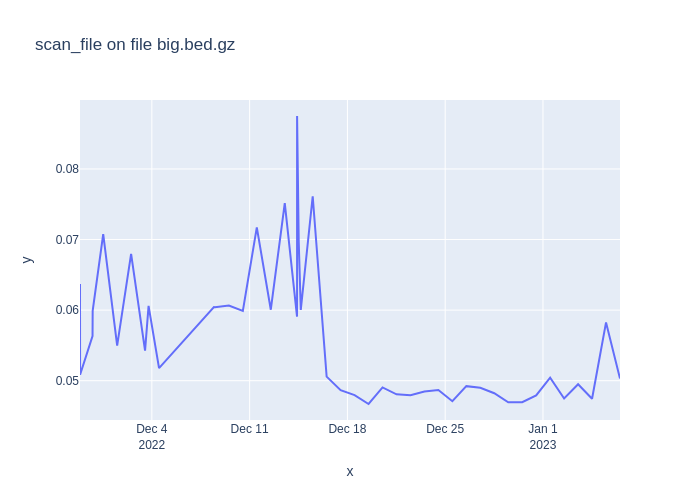 scan_file on file big.bed.gz
0.08
0.07
0.06
0.05
y
Dec 4
2022
Dec 11
Dec 18
Dec 25
Jan 1
2023
x